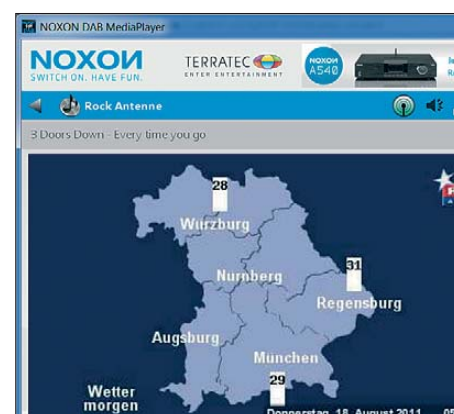 NOXON DAB MediaPlayer
NOXON
SWITCH ON. HAVE FUN.
TERRATEC
ENTER ENTERTAINMENT
NOXON
A540
Rock Antenne
3 Doors Down - Every time you go
28
Würzburg
Nürnberg
31
Regensburg
Augsburg
München
29
Wetter
morgen
Donnerstag, 18. August 2011